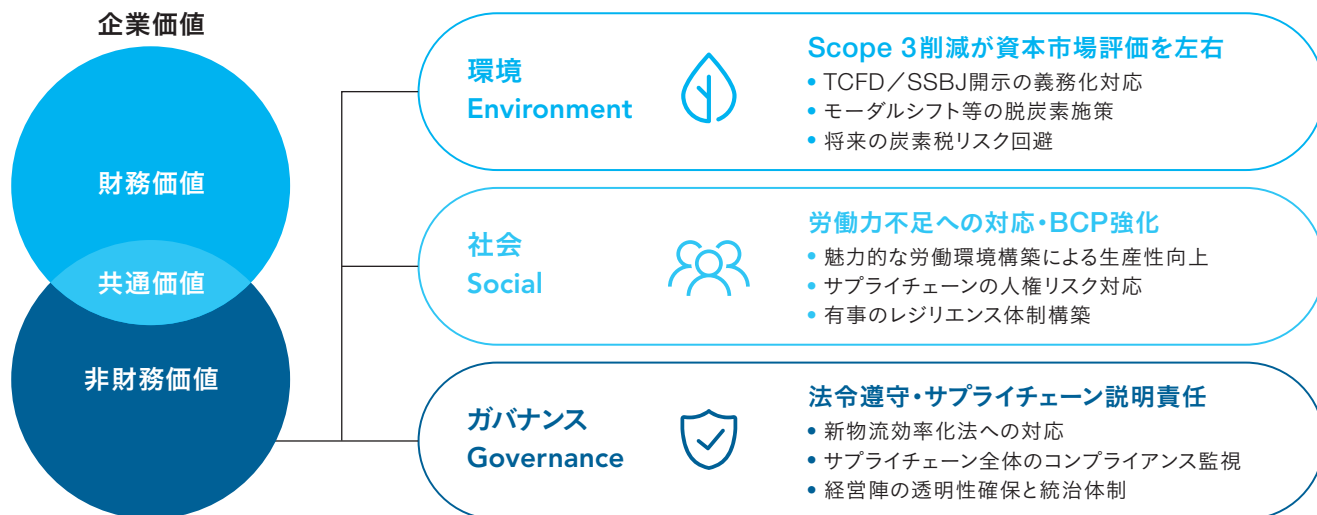 企業価値
財務価値
共通価値
非財務価値
環境
Environment
Scope 3削減が資本市場評価を左右
• TCFD／SSBJ開示の義務化対応
• モーダルシフト等の脱炭素施策
• 将来の炭素税リスク回避
社会
Social
労働力不足への対応・BCP強化
• 魅力的な労働環境構築による生産性向上
• サプライチェーンの人権リスク対応
• 有事のレジリエンス体制構築
ガバナンス
Governance
法令遵守・サプライチェーン説明責任
• 新物流効率化法への対応
• サプライチェーン全体のコンプライアンス監視
• 経営陣の透明性確保と統治体制